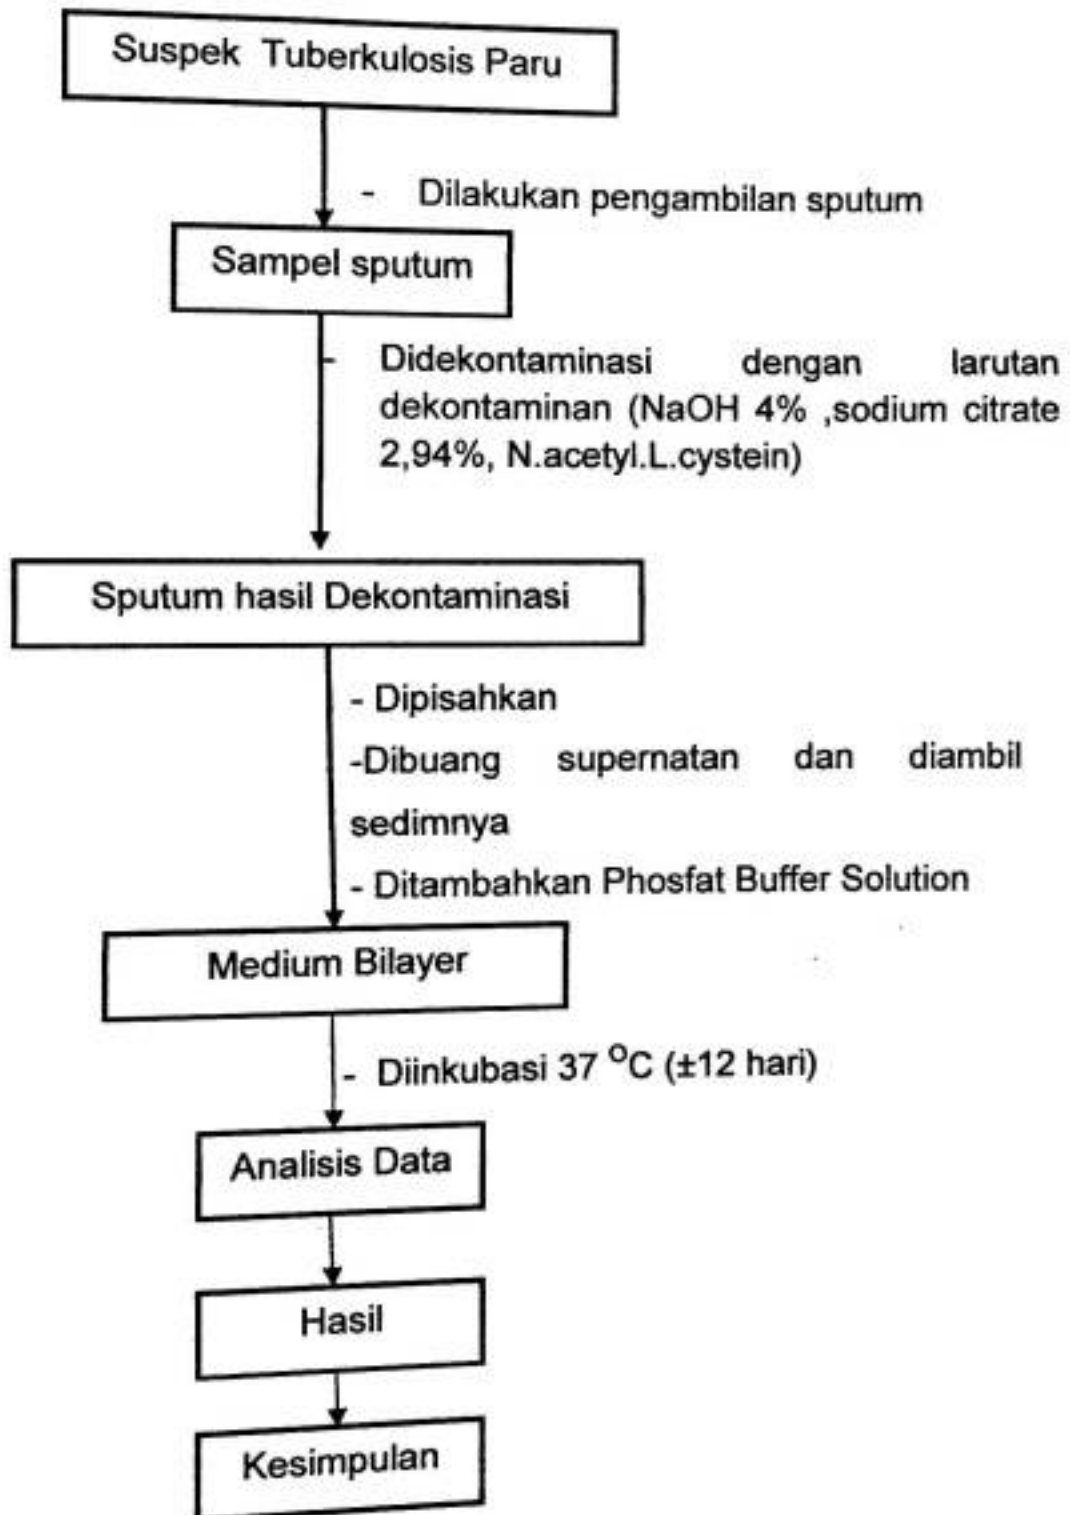 Suspek Tuberkulosis Paru
- Dilakukan pengambilan sputum
Sampel sputum
- Didekontaminasi dengan larutan
dekontaminan (NaOH 4% ,sodium citrate
2,94%, N.acetyl.L.cystein)
Sputum hasil Dekontaminasi
- Dipisahkan
-Dibuang supernatan dan diambil
sedimnya
- Ditambahkan Phosfat Buffer Solution
Medium Bilayer
- Diinkubasi 37 °C (±12 hari)
Analisis Data
Hasil
Kesimpulan